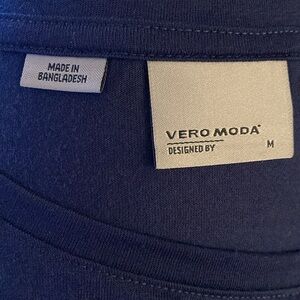 MADE IN
BANGLADESH
VERO MODA
DESIGNED BY
M